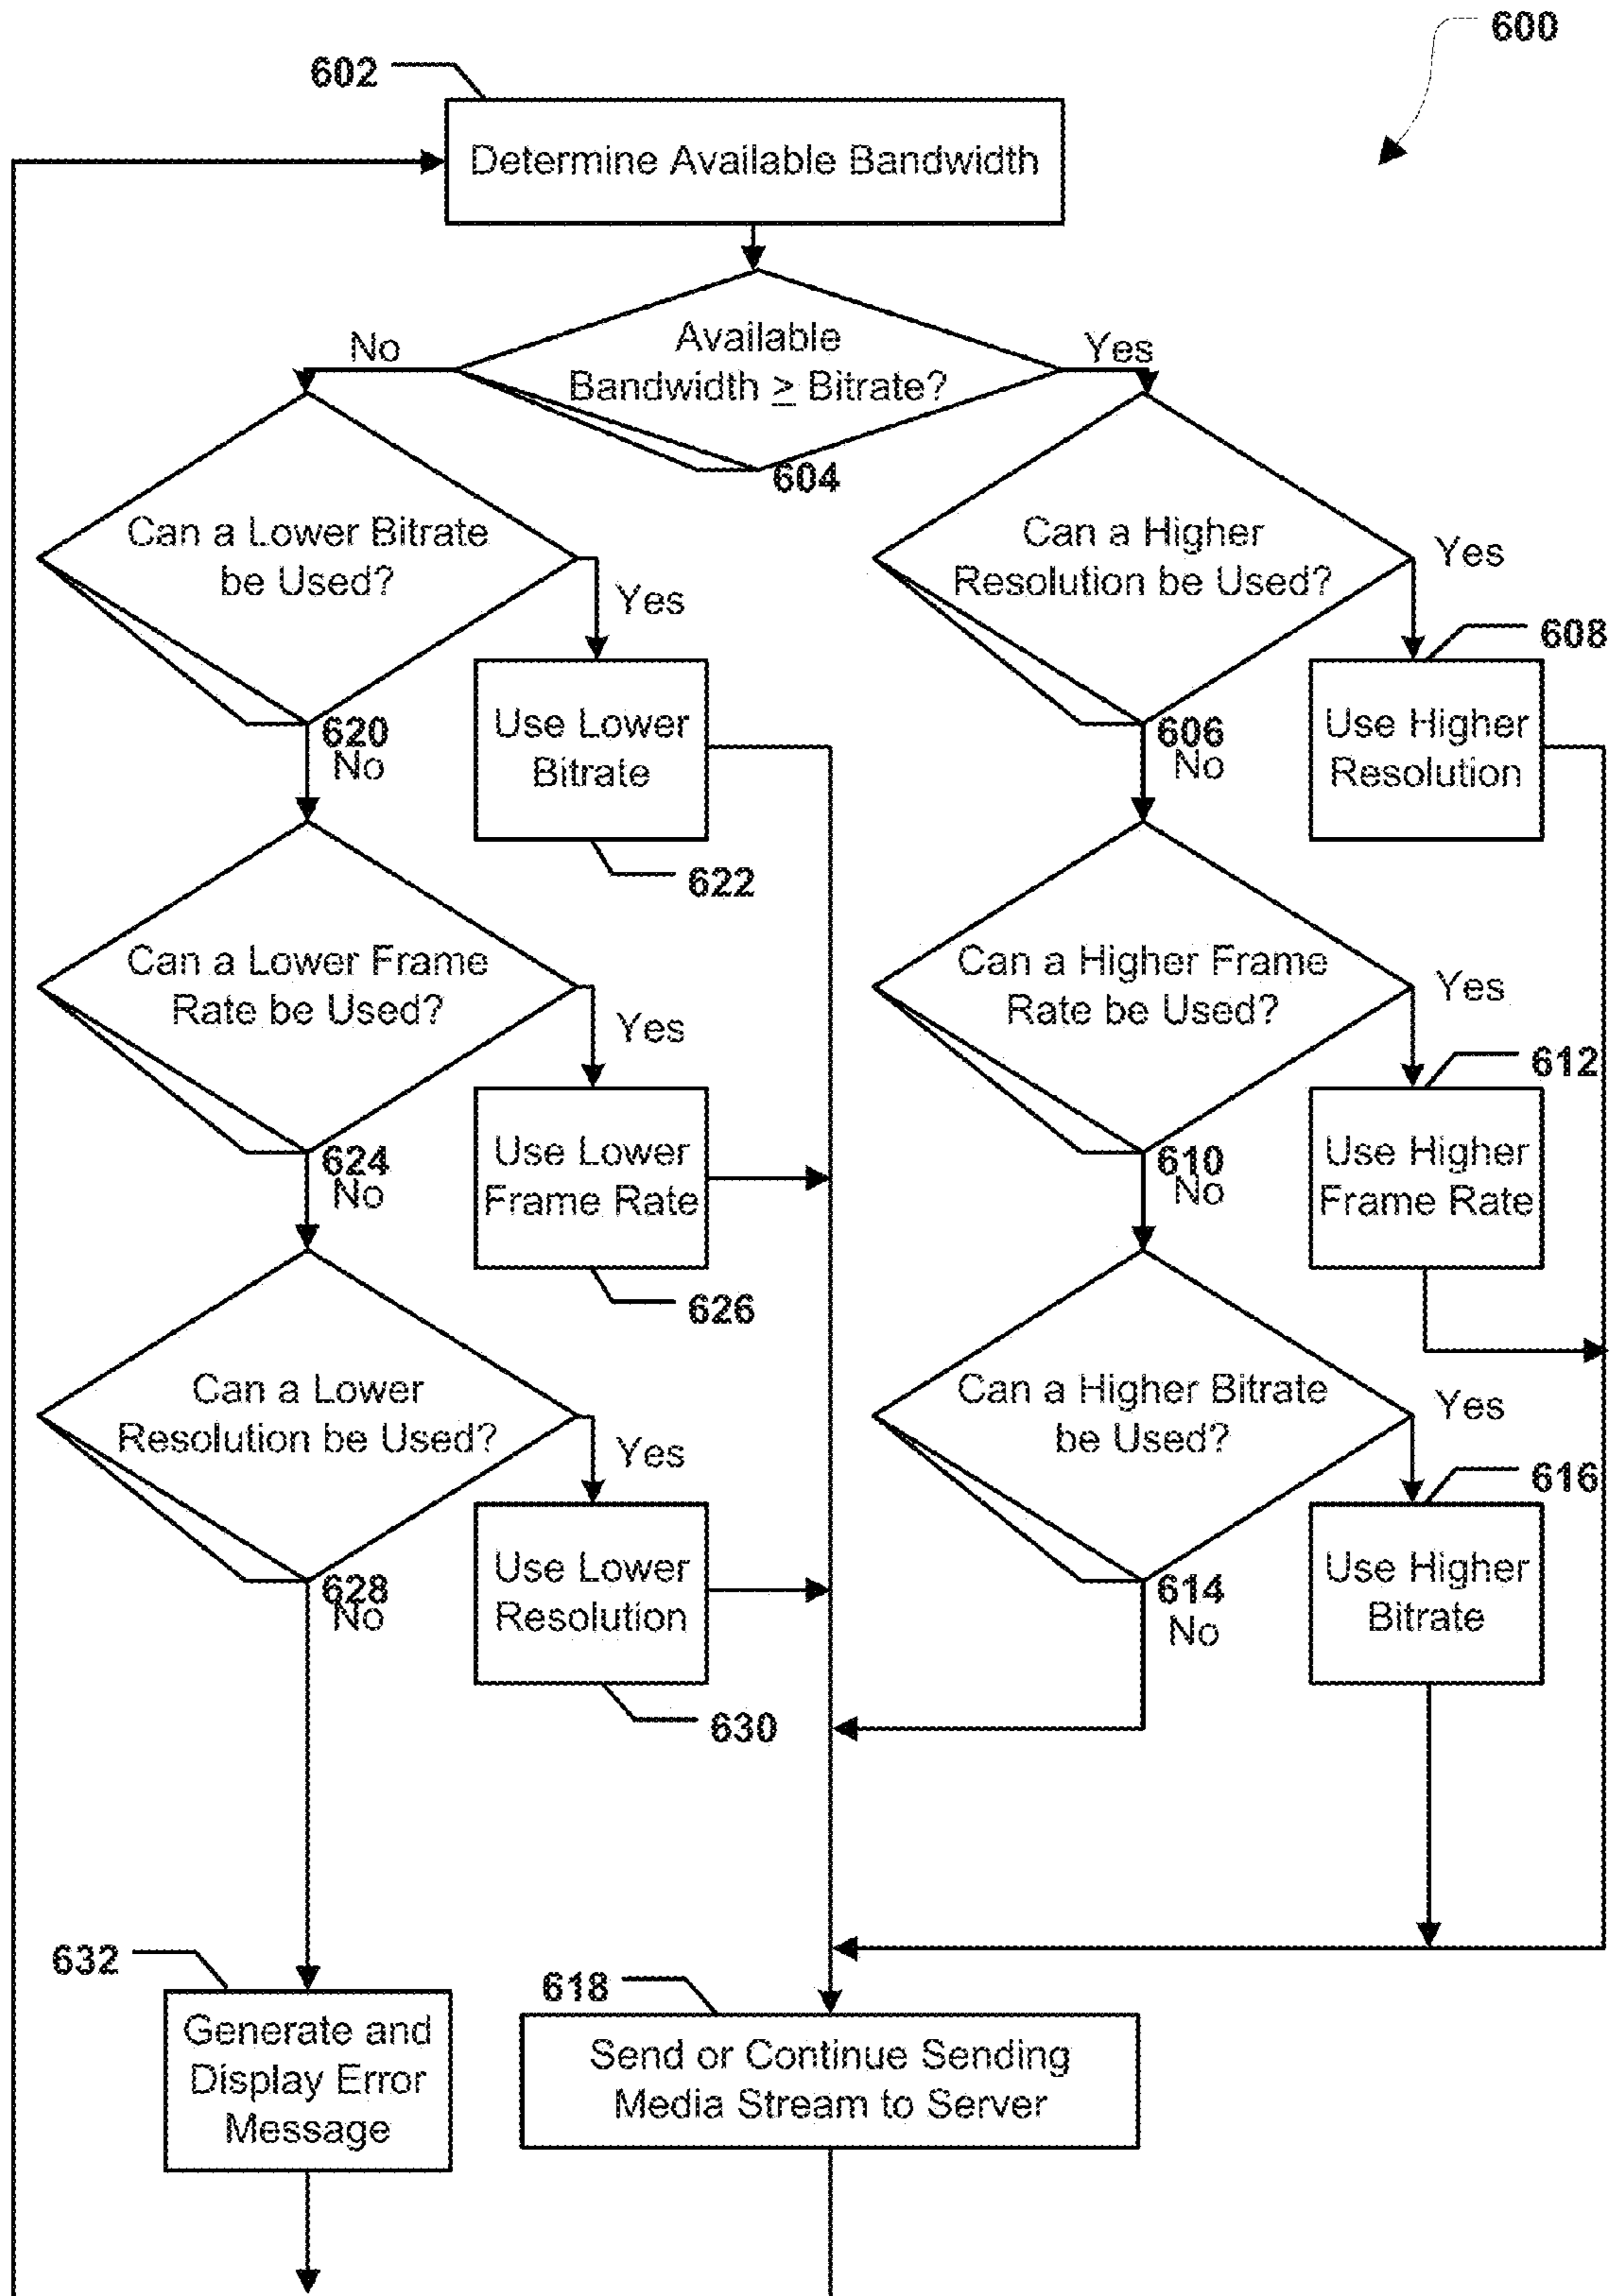 600
602
Determine Available Bandwidth
No
Available
Bandwidth ≥ Bitrate?
Yes
604
Can a Lower Bitrate
be Used?
Yes
Can a Higher
Resolution be Used?
Yes
608
620
No
Use Lower
Bitrate
606
No
Use Higher
Resolution
622
Can a Lower Frame
Rate be Used?
Yes
Can a Higher Frame
Rate be Used?
Yes
612
624
No
Use Lower
Frame Rate
610
No
Use Higher
Frame Rate
626
Can a Lower
Resolution be Used?
Yes
Can a Higher Bitrate
be Used?
Yes
616
628
No
Use Lower
Resolution
614
No
Use Higher
Bitrate
630
632
618
Generate and
Display Error
Message
Send or Continue Sending
Media Stream to Server